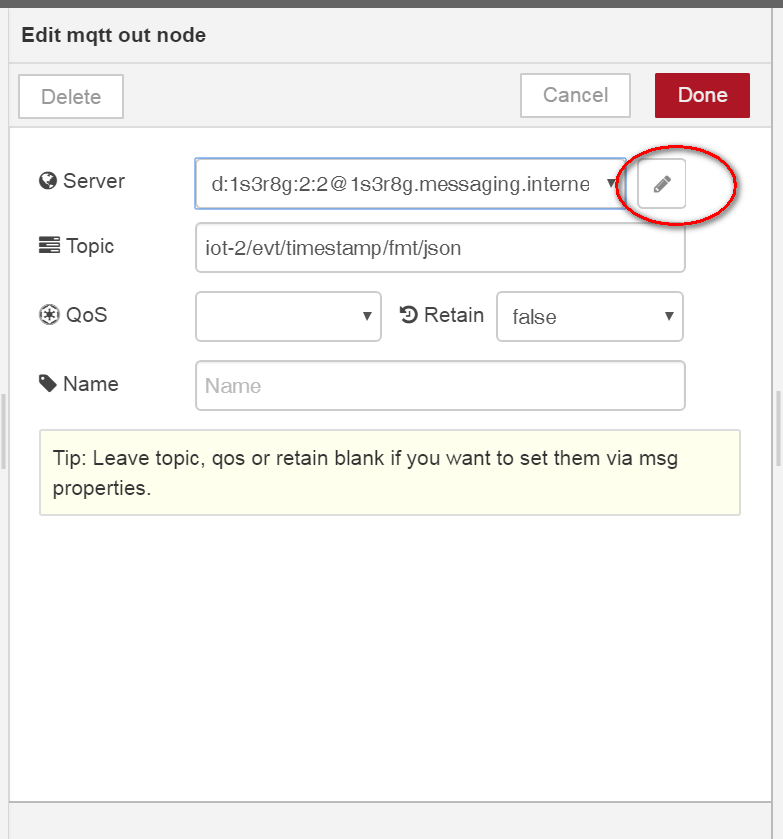 Edit mqtt out node
Delete Cancel Done
Server d:1s3r8g:2:2@1s3r8g.messaging.interne
Topic iot-2/evt/timestamp/fmt/json
QoS Retain false
Name Name
Tip: Leave topic, qos or retain blank if you want to set them via msg
properties.